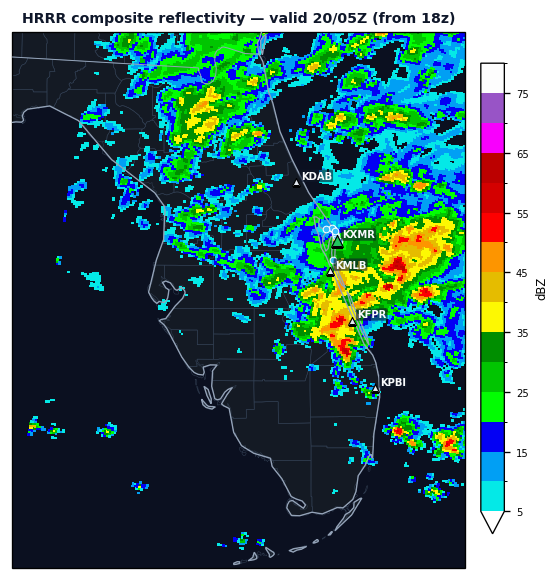 HRRR composite reflectivity — valid 20/05Z (from 18z)
KDAB
KXMR
KMLB
KFPR
KPBI
75
65
55
45
35
25
15
5
dBZ